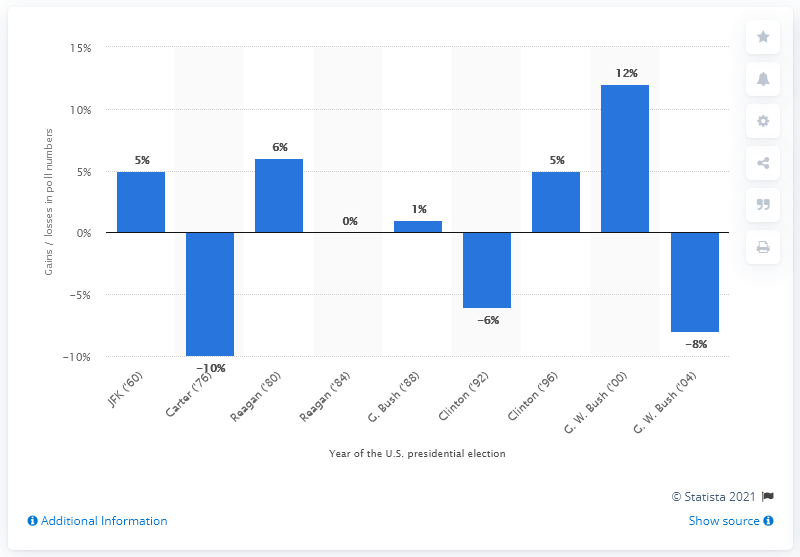 15%
10%
5%
0%
−5%
−10%
Gains / losses in poll numbers
5%
−10%
6%
0%
1%
−6%
5%
12%
−8%
JFK ('60)
Carter ('76)
Reagan ('80)
Reagan ('84)
G. Bush ('88)
Clinton ('92)
Clinton ('96)
G. W. Bush ('00)
G. W. Bush ('04)
Year of the U.S. presidential election
© Statista 2021
Additional Information
Show source